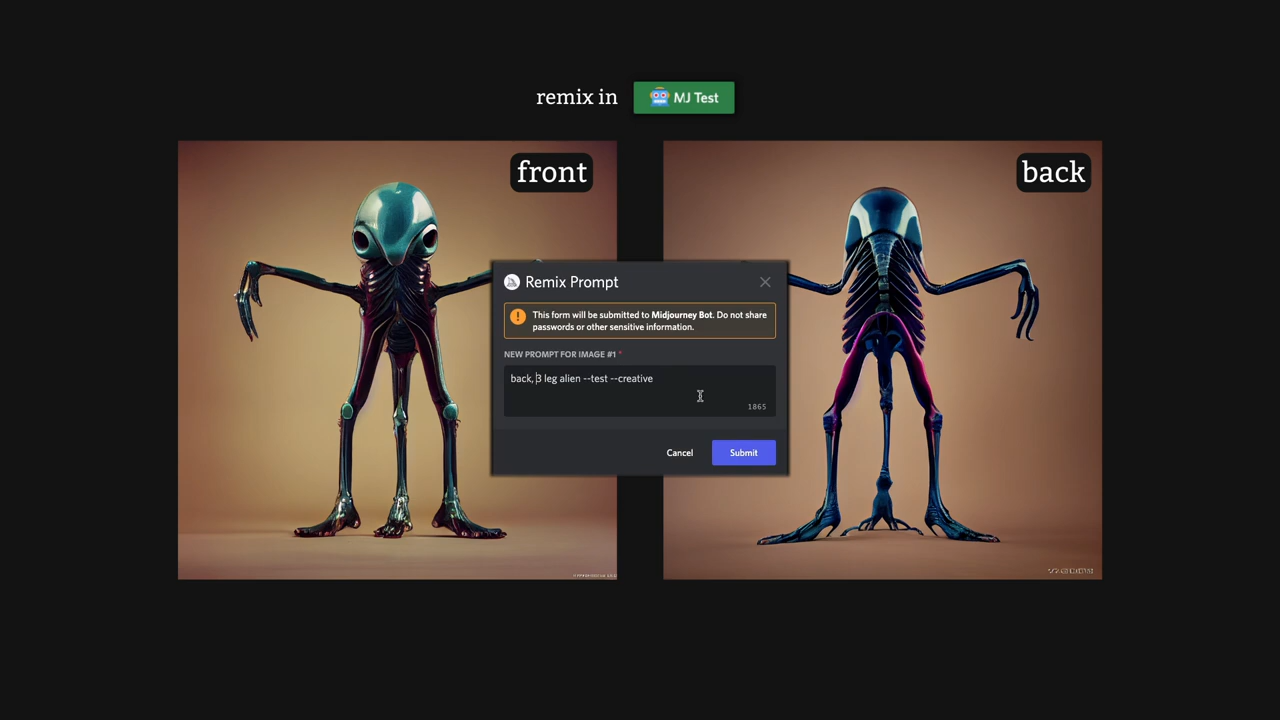 remix in MJ Test
front
back
Remix Prompt
This form will be submitted to Midjourney Bot. Do not share
passwords or other sensitive information.
NEW PROMPT FOR IMAGE #1 *
back, 3 leg alien --test --creative
1865
Cancel Submit